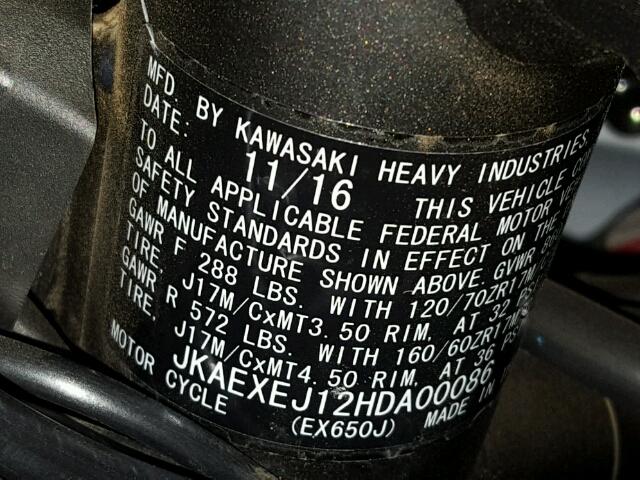 MFD BY KAWASAKI HEAVY INDUSTRIES.
DATE: 11/16 THIS VEHICLE
TO ALL APPLICABLE FEDERAL MOTOR
SAFETY STANDARDS IN EFFECT ON THE
OF MANUFACTURE SHOWN ABOVE. GVWR
GAWR F 288 LBS. WITH 120/70ZR17M
TIRE, J17M/CxMT3.50 RIM, AT 32
GAWR R 572 LBS. WITH 160/60ZR17M
TIRE, J17M/CxMT4.50 RIM, AT 36
JKAEXEJ12HDA00086
MOTOR CYCLE (EX650J) MADE IN